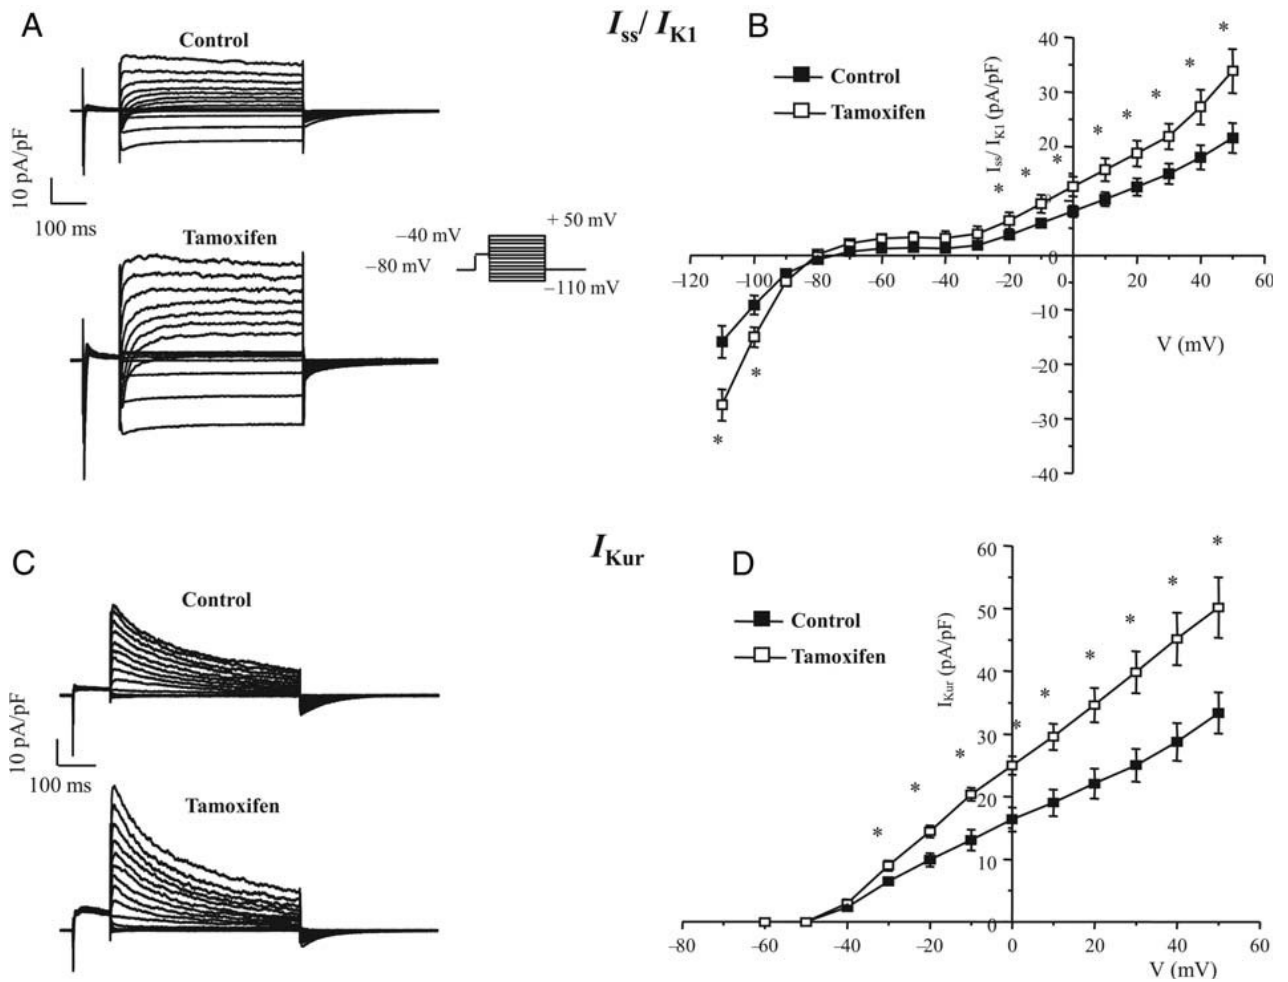 A
Control
10 pA/pF
100 ms
Tamoxifen
−40 mV
−80 mV
+ 50 mV
−110 mV
Iss/ IK1
B
Control
Tamoxifen
Iss/ IK1 (pA/pF)
40
30
20
10
0
−10
−20
−30
−40
−120 −100 −80 −60 −40 −20 0 20 40 60
V (mV)
* * * * * * * *
* *
C
Control
10 pA/pF
100 ms
Tamoxifen
IKur
D
Control
Tamoxifen
IKur (pA/pF)
60
50
40
30
20
10
0
−80 −60 −40 −20 0 20 40 60
V (mV)
* * * * * * * * *